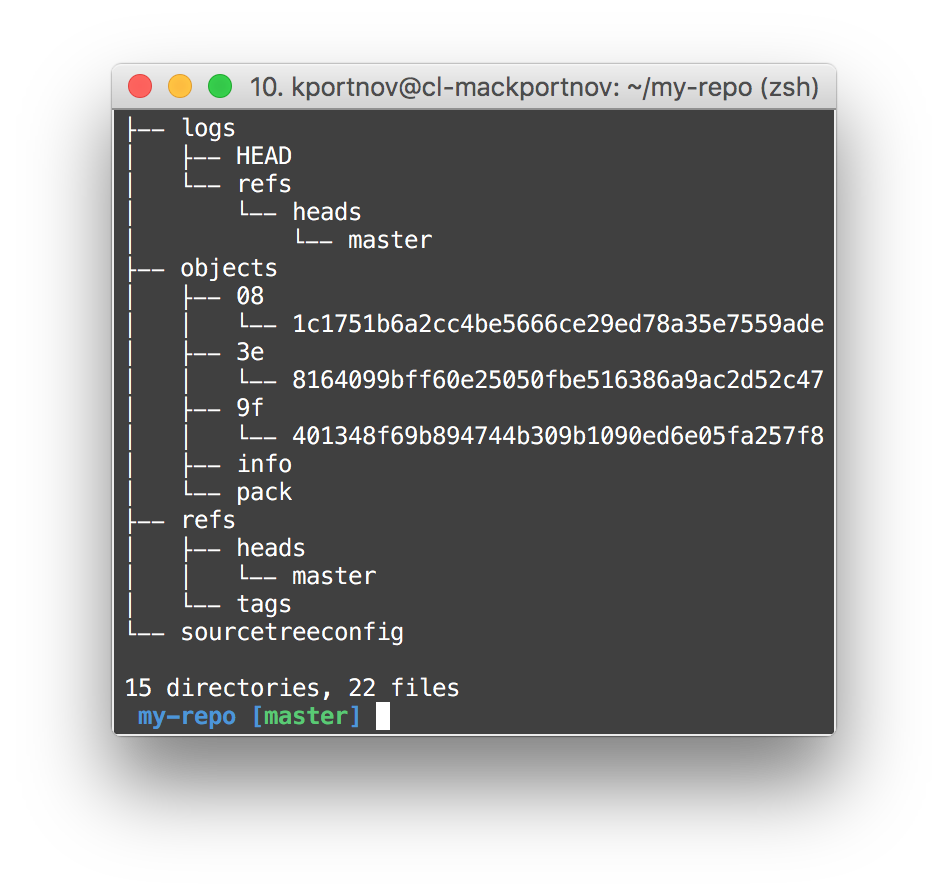 10. kportnov@cl-mackportnov: ~/my-repo (zsh)
├── logs
│   ├── HEAD
│   └── refs
│       └── heads
│           └── master
├── objects
│   ├── 08
│   │   └── 1c1751b6a2cc4be5666ce29ed78a35e7559ade
│   ├── 3e
│   │   └── 8164099bff60e25050fbe516386a9ac2d52c47
│   ├── 9f
│   │   └── 401348f69b894744b309b1090ed6e05fa257f8
│   ├── info
│   └── pack
├── refs
│   ├── heads
│   │   └── master
│   └── tags
└── sourcetreeconfig
15 directories, 22 files
my-repo [master]